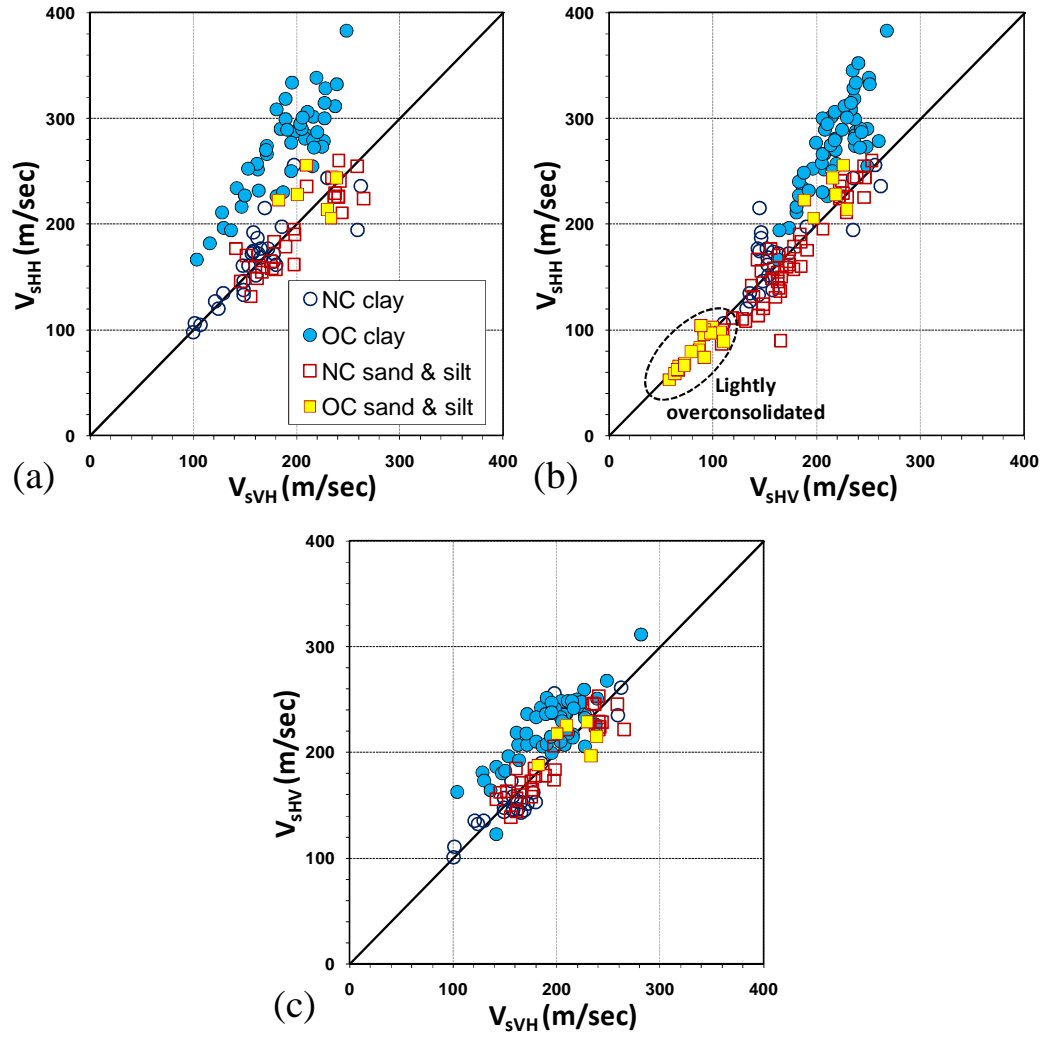 400
300
200
100
0
0
100
200
300
400
V_sHH (m/sec)
V_sVH (m/sec)
(a)
NC clay
OC clay
NC sand & silt
OC sand & silt
400
300
200
100
0
0
100
200
300
400
V_sHH (m/sec)
V_sHV (m/sec)
(b)
Lightly
overconsolidated
400
300
200
100
0
0
100
200
300
400
V_sHV (m/sec)
V_sVH (m/sec)
(c)